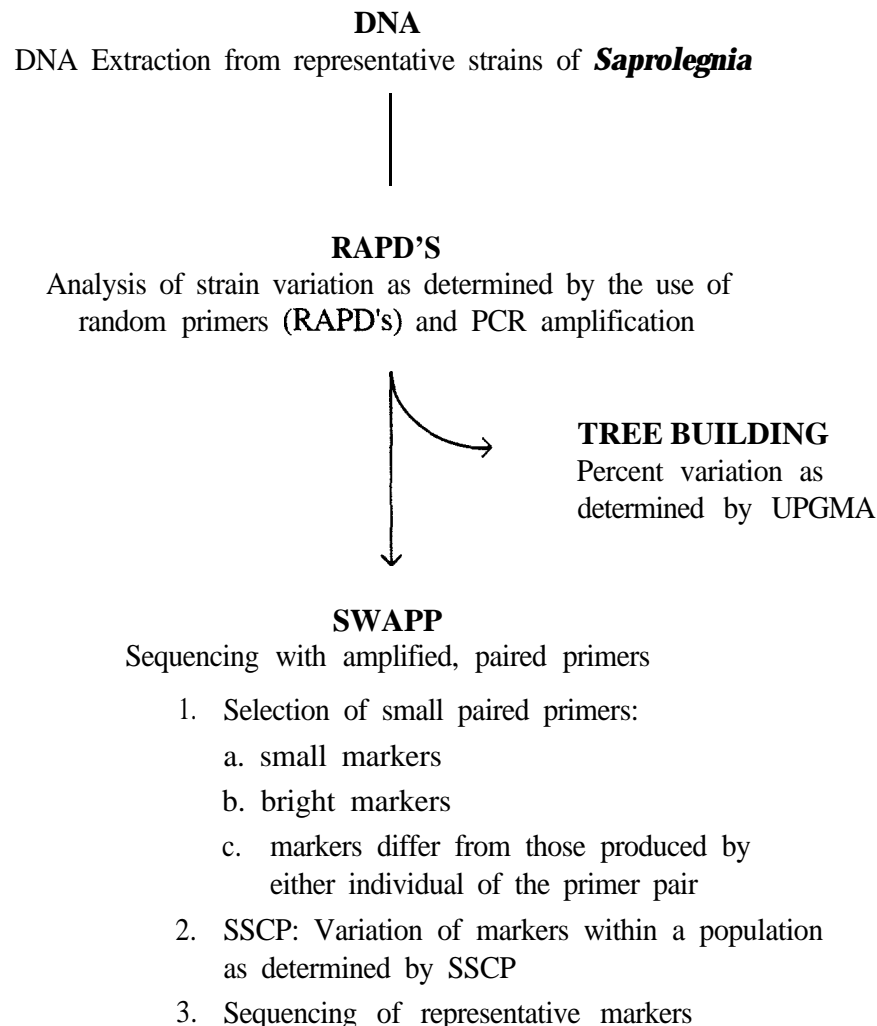 DNA
DNA Extraction from representative strains of Saprolegnia
RAPD'S
Analysis of strain variation as determined by the use of
random primers (RAPD's) and PCR amplification
TREE BUILDING
Percent variation as
determined by UPGMA
SWAPP
Sequencing with amplified, paired primers
1. Selection of small paired primers:
a. small markers
b. bright markers
c. markers differ from those produced by
either individual of the primer pair
2. SSCP: Variation of markers within a population
as determined by SSCP
3. Sequencing of representative markers